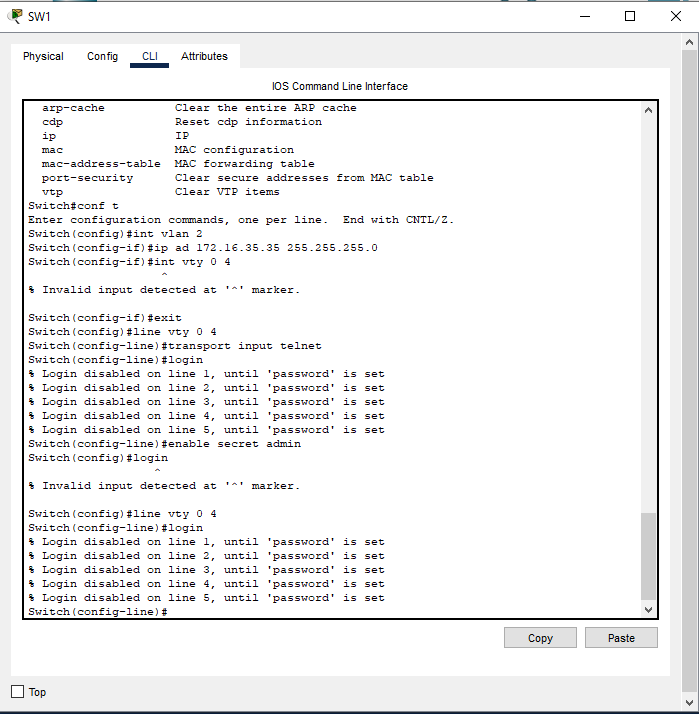 SW1
Physical Config CLI Attributes
IOS Command Line Interface
arp-cache Clear the entire ARP cache
cdp Reset cdp information
ip IP
mac MAC configuration
mac-address-table MAC forwarding table
port-security Clear secure addresses from MAC table
vtp Clear VTP items
Switch#conf t
Enter configuration commands, one per line. End with CNTL/Z.
Switch(config)#int vlan 2
Switch(config-if)#ip ad 172.16.35.35 255.255.255.0
Switch(config-if)#int vty 0 4
^
% Invalid input detected at '^' marker.
Switch(config-if)#exit
Switch(config)#line vty 0 4
Switch(config-line)#transport input telnet
Switch(config-line)#login
% Login disabled on line 1, until 'password' is set
% Login disabled on line 2, until 'password' is set
% Login disabled on line 3, until 'password' is set
% Login disabled on line 4, until 'password' is set
% Login disabled on line 5, until 'password' is set
Switch(config-line)#enable secret admin
Switch(config)#login
^
% Invalid input detected at '^' marker.
Switch(config)#line vty 0 4
Switch(config-line)#login
% Login disabled on line 1, until 'password' is set
% Login disabled on line 2, until 'password' is set
% Login disabled on line 3, until 'password' is set
% Login disabled on line 4, until 'password' is set
% Login disabled on line 5, until 'password' is set
Switch(config-line)#
Copy Paste
Top